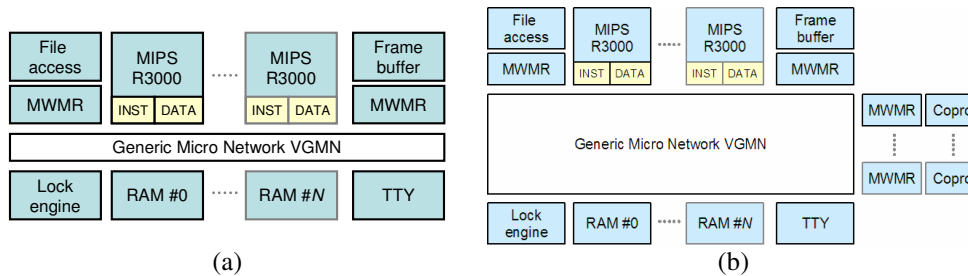 File access
MIPS R3000
.....
MIPS R3000
Frame buffer
MWMR
INST DATA
INST DATA
MWMR
Generic Micro Network VGMN
Lock engine
RAM #0
.....
RAM #N
TTY
(a)
File access
MIPS R3000
.....
MIPS R3000
Frame buffer
MWMR
INST DATA
INST DATA
MWMR
Generic Micro Network VGMN
MWMR Copro
MWMR Copro
Lock engine
RAM #0
.....
RAM #N
TTY
(b)